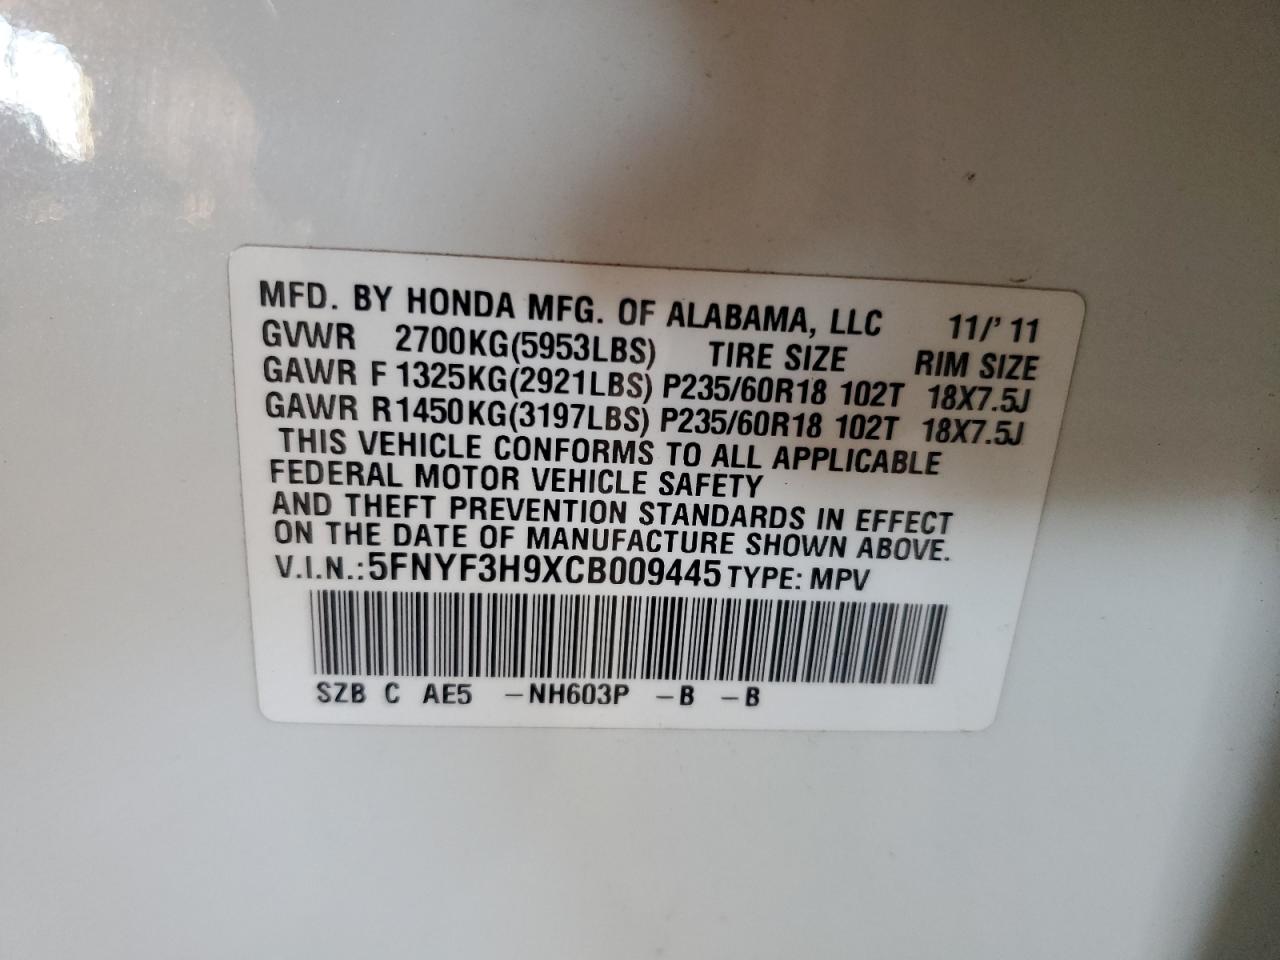 MFD. BY HONDA MFG. OF ALABAMA, LLC 11/' 11
GVWR 2700KG(5953LBS) TIRE SIZE RIM SIZE
GAWR F 1325KG(2921LBS) P235/60R18 102T 18X7.5J
GAWR R1450KG(3197LBS) P235/60R18 102T 18X7.5J
THIS VEHICLE CONFORMS TO ALL APPLICABLE
FEDERAL MOTOR VEHICLE SAFETY
AND THEFT PREVENTION STANDARDS IN EFFECT
ON THE DATE OF MANUFACTURE SHOWN ABOVE.
V.I.N.:5FNYF3H9XCB009445 TYPE: MPV
SZB C AE5 -NH603P -B -B